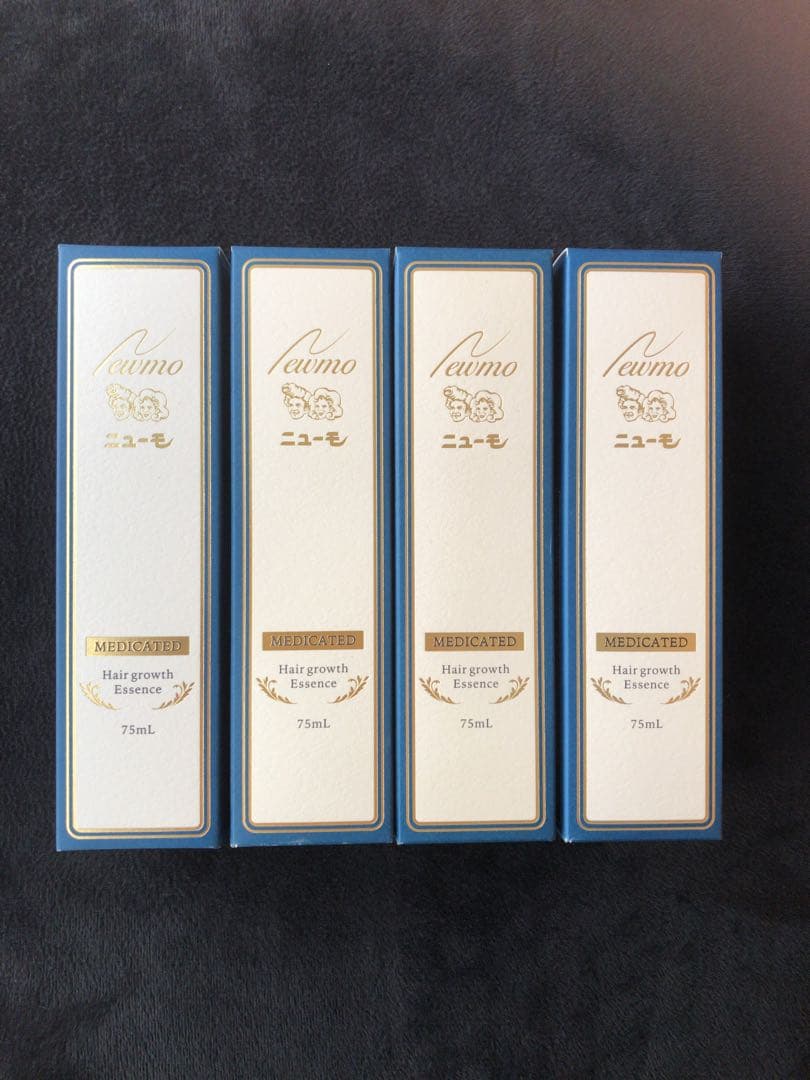 Newmo
ニューモ
MEDICATED
Hair growth
Essence
75mL
Newmo
ニューモ
MEDICATED
Hair growth
Essence
75mL
Newmo
ニューモ
MEDICATED
Hair growth
Essence
75mL
Newmo
ニューモ
MEDICATED
Hair growth
Essence
75mL